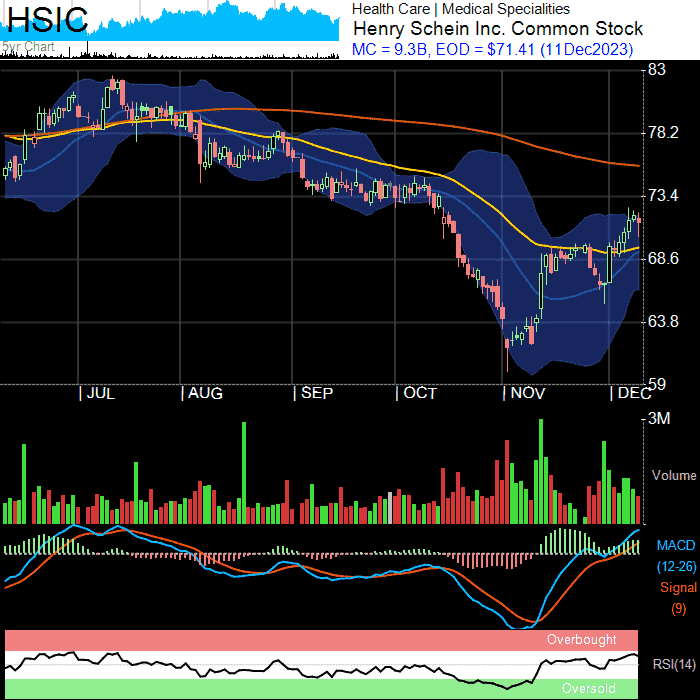 HSIC
5yr Chart
Health Care | Medical Specialities
Henry Schein Inc. Common Stock
MC = 9.3B, EOD = $71.41 (11Dec2023)
83
78.2
73.4
68.6
63.8
59
JUL AUG SEP OCT NOV DEC
3M
Volume
MACD
(12-26)
Signal
(9)
Overbought
RSI(14)
Oversold